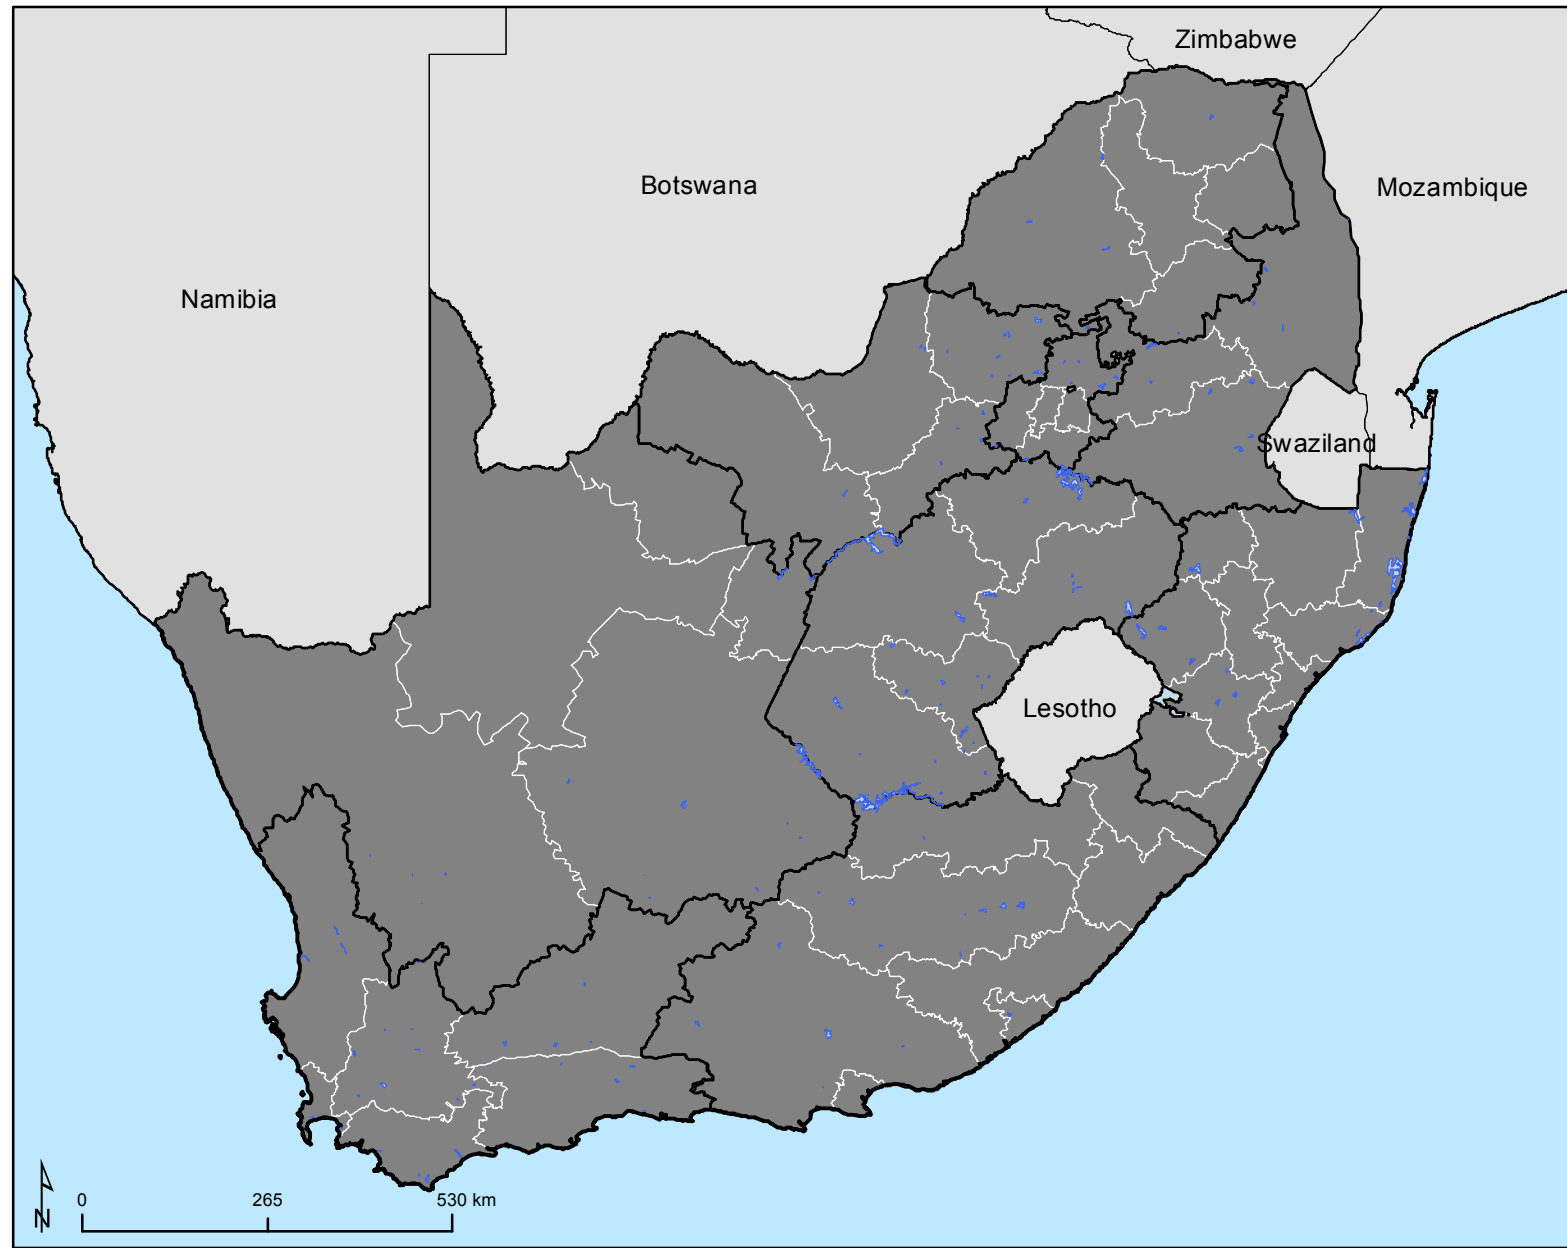 Zimbabwe
Botswana
Mozambique
Namibia
Swaziland
Lesotho
N
0 265 530 km